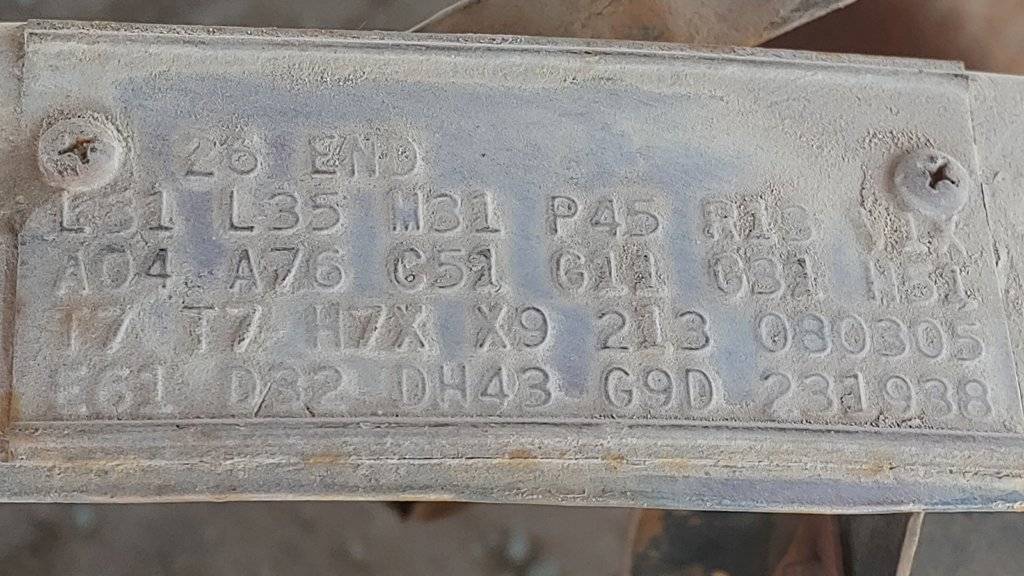 26 END
L31 L35 M31 P45 R13
A04 A76 C51 G11 G31 H51
T7 T7 H7X X9 213 080305
E61 D32 DH43 G9D 231938